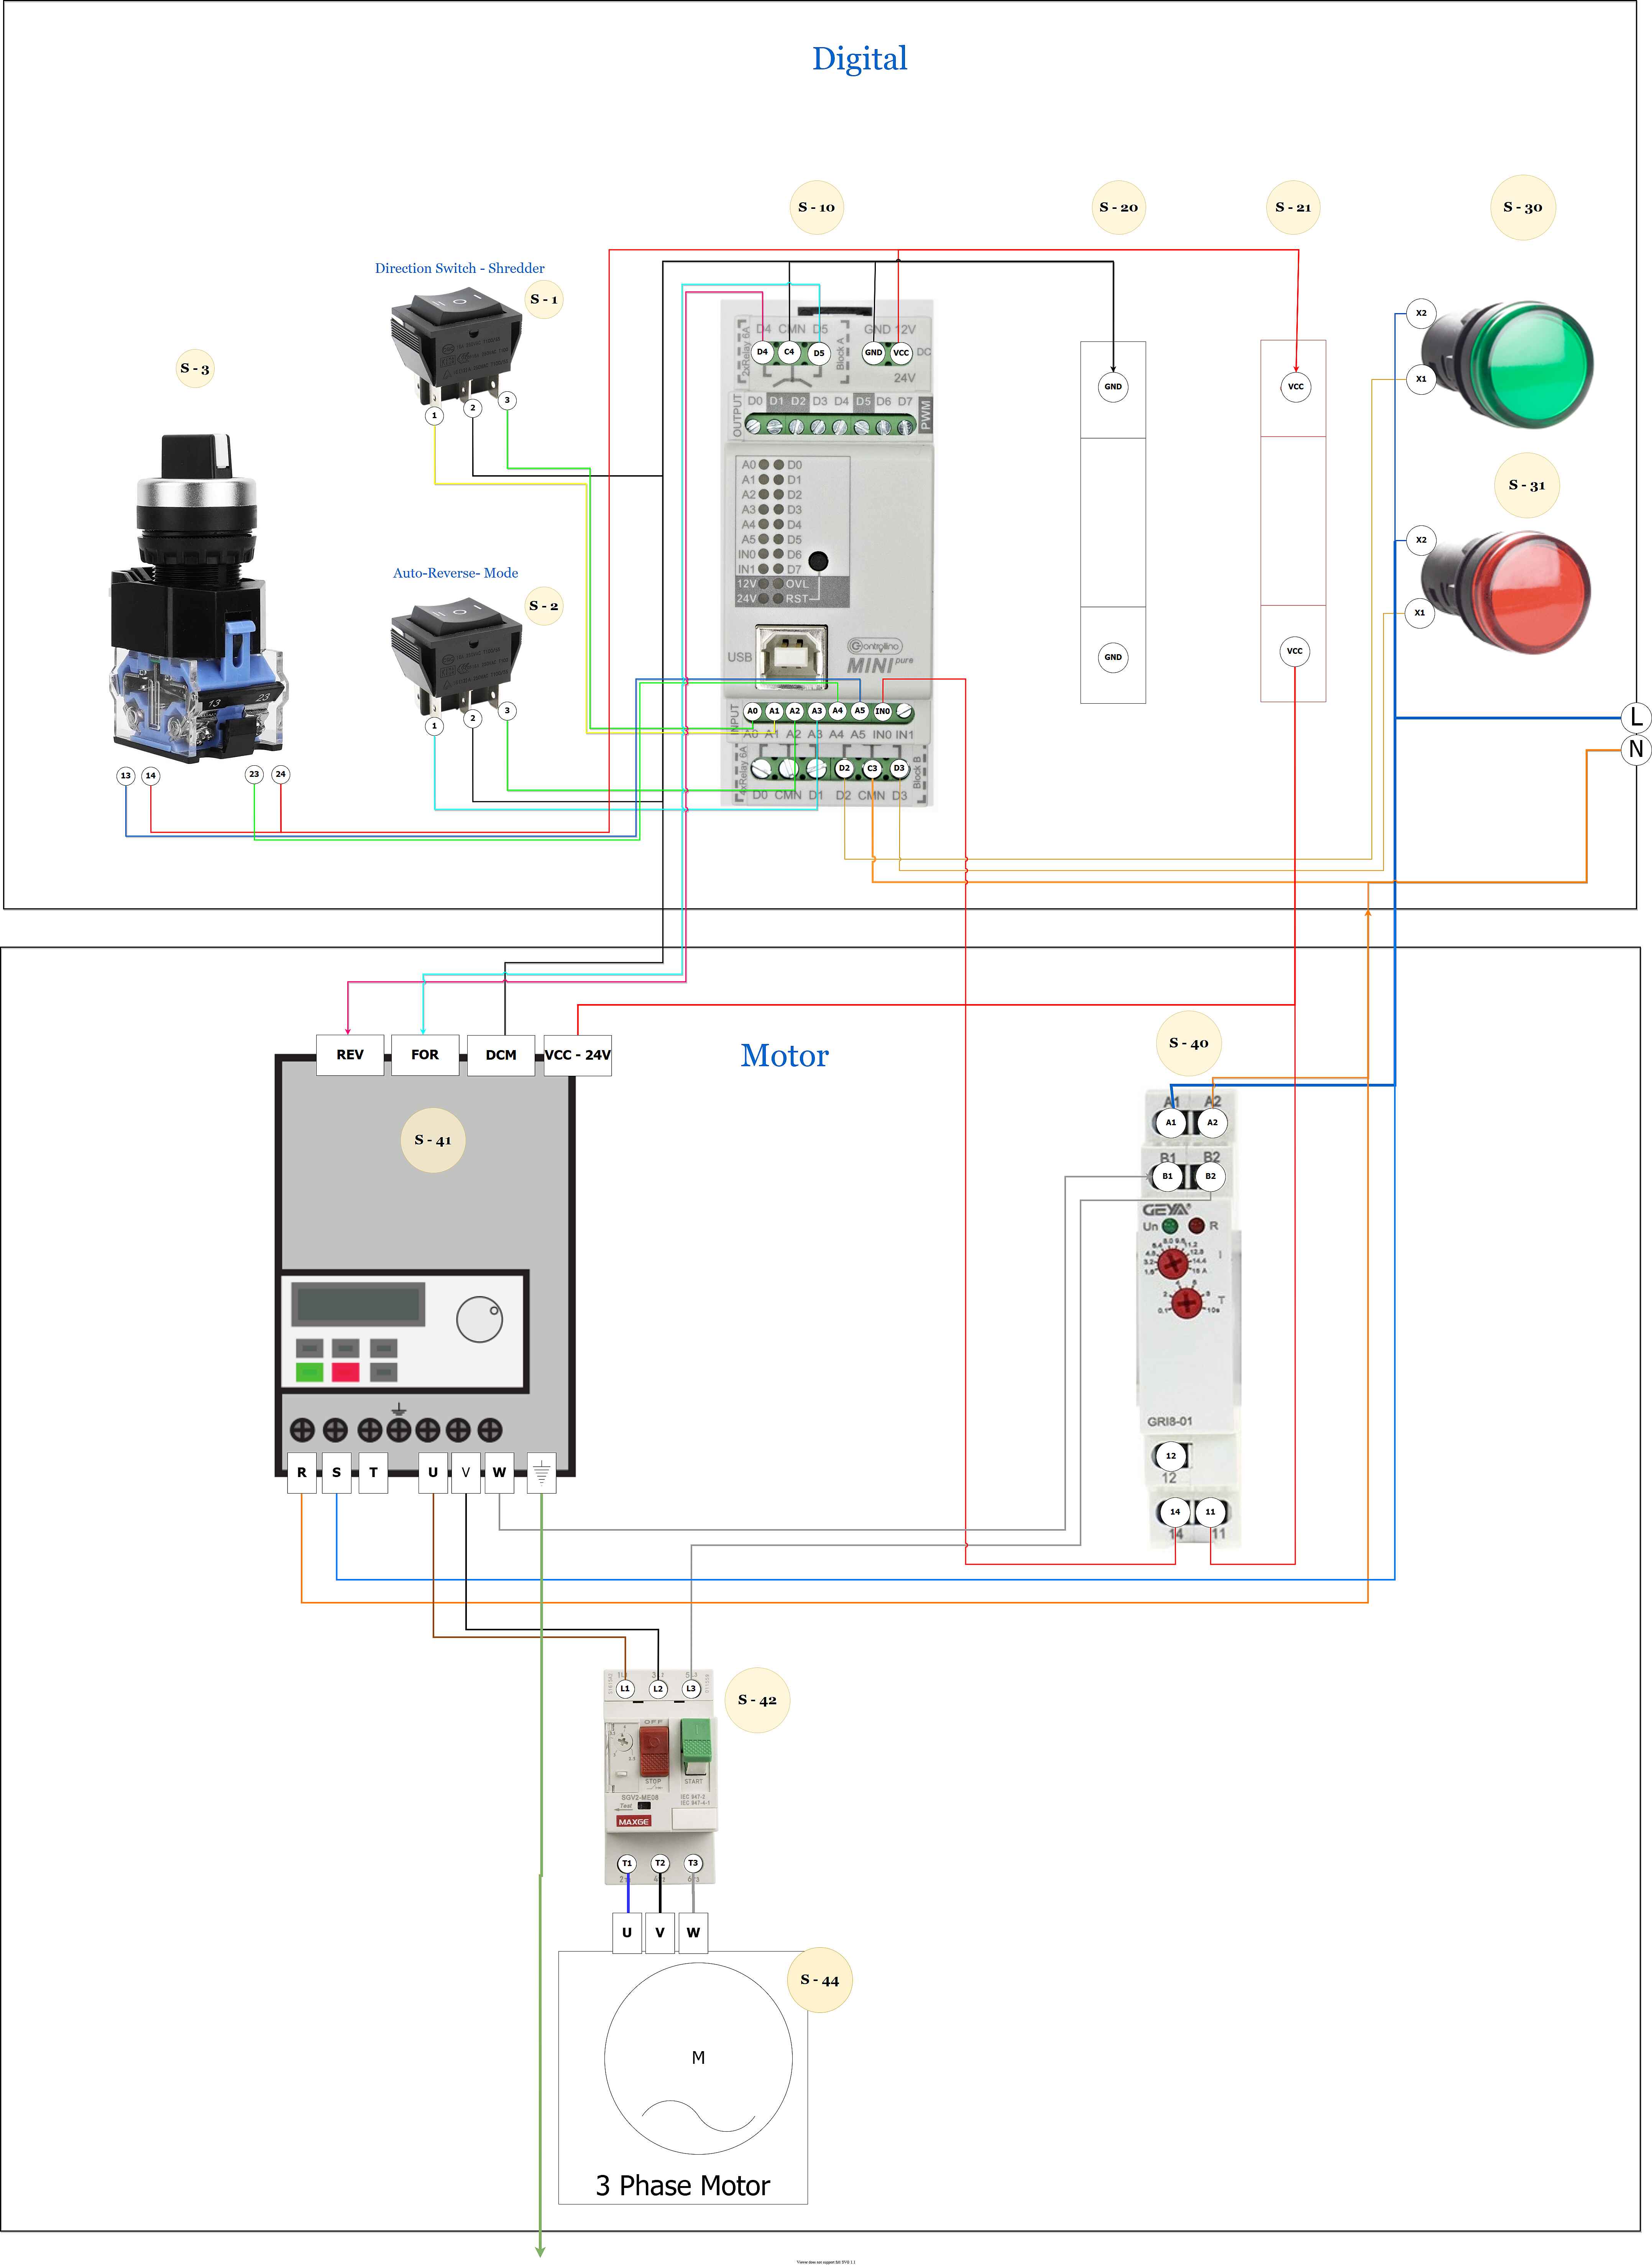 Digital
S - 10
S - 20
S - 21
S - 30
Direction Switch - Shredder
S - 1
S - 3
1
2
3
Auto-Reverse- Mode
S - 2
1
2
3
13
23
13
14
23
24
2xRelay 6A
D4 CMN D5
Block A
GND 12V
D4
C4
D5
GND
VCC
DC
24V
OUTPUT
D0 D1 D2 D3 D4 D5 D6 D7
PWM
A0 D0
A1 D1
A2 D2
A3 D3
A4 D4
A5 D5
IN0 D6
IN1 D7
12V OVL
24V RST
USB
Controllino
MINI pure
INPUT
A0
A1
A2
A3
A4
A5
IN0
A0 A1 A2 A3 A4 A5 IN0 IN1
4xRelay 6A
D2
C3
D3
Block B
D0 CMN D1 D2 CMN D3
GND
GND
VCC
VCC
X2
X1
S - 31
X2
X1
L
N
Motor
REV
FOR
DCM
VCC - 24V
S - 41
R
S
T
U
V
W
S - 40
A1 A2
A1
A2
B1 B2
B1
B2
GEYA
Un
R
I
T
GRI8-01
12
12
14
11
14
11
L1
L2
L3
S - 42
OFF
STOP
START
SGV2-ME08
IEC 947-2
IEC 947-4-1
Test
MAXGE
T1
T2
T3
U
V
W
S - 44
M
3 Phase Motor
Viewer does not support full SVG 1.1